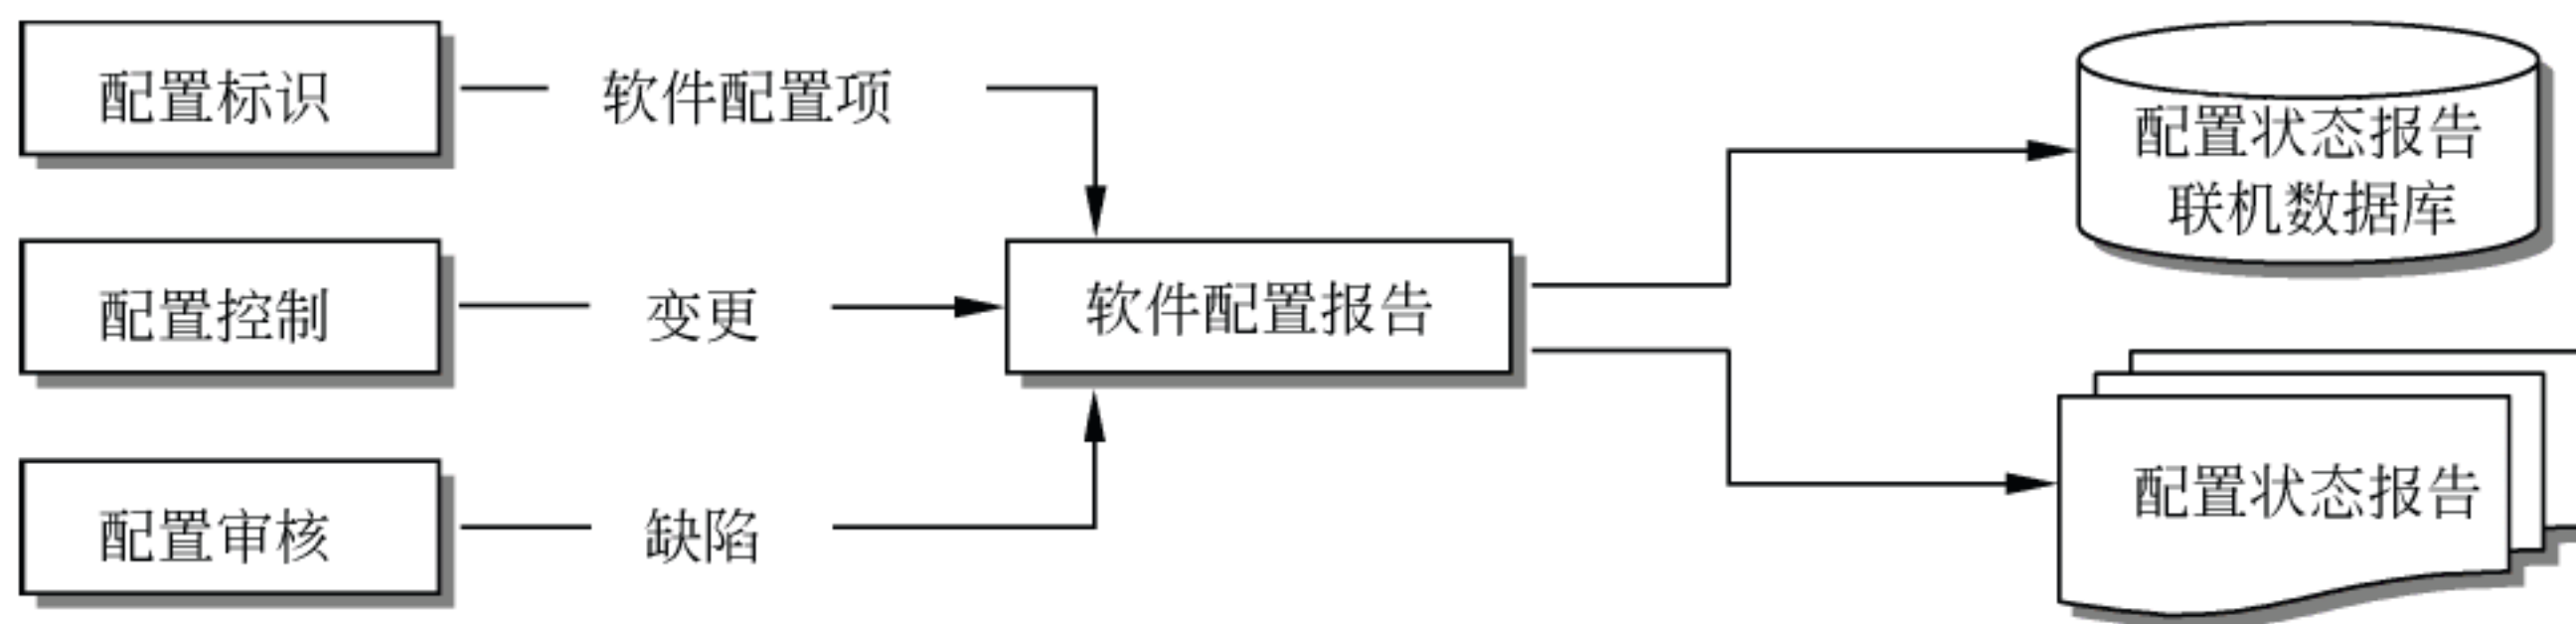 配置标识
软件配置项
配置状态报告
联机数据库
配置控制
变更
软件配置报告
配置审核
缺陷
配置状态报告